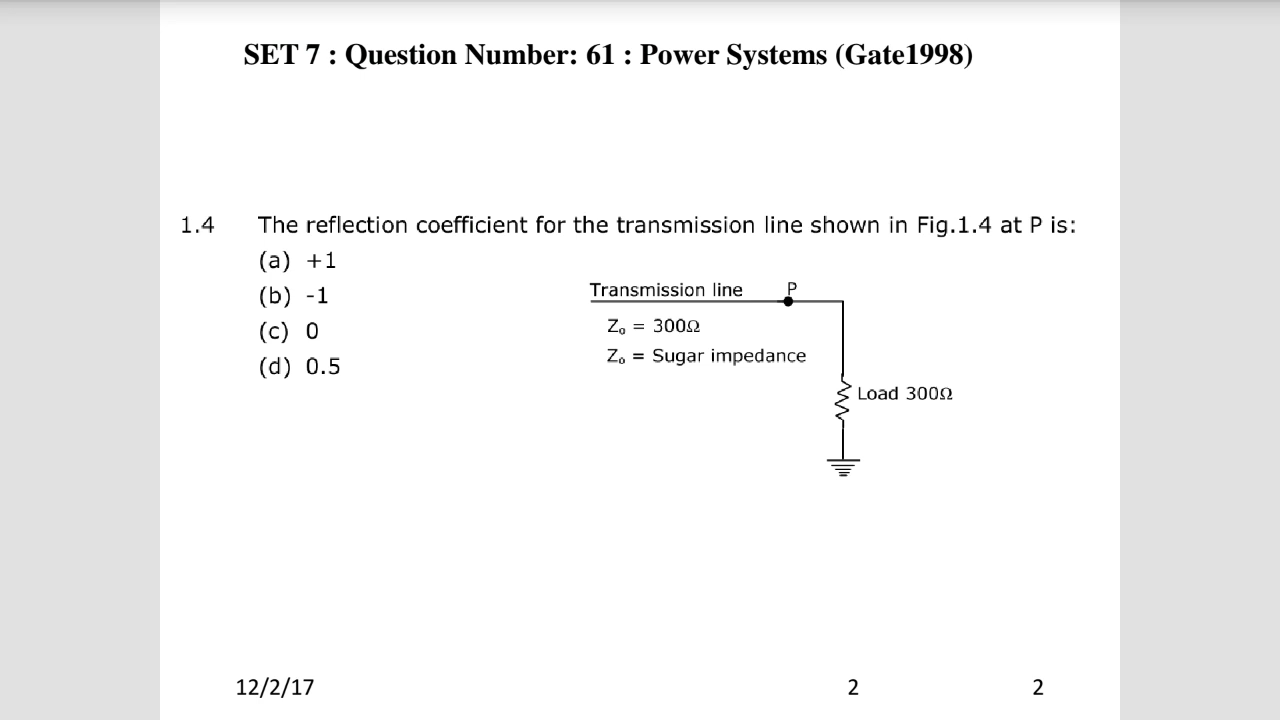 SET 7 : Question Number: 61 : Power Systems (Gate1998)
1.4 The reflection coefficient for the transmission line shown in Fig.1.4 at P is:
(a) +1
(b) -1
(c) 0
(d) 0.5
Transmission line P
Z₀ = 300Ω
Z₀ = Sugar impedance
Load 300Ω
12/2/17 2 2